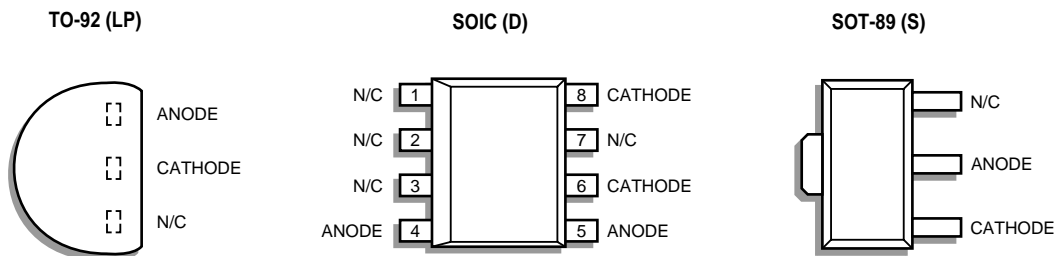 TO-92 (LP)
ANODE
CATHODE
N/C
SOIC (D)
N/C 1 8 CATHODE
N/C 2 7 N/C
N/C 3 6 CATHODE
ANODE 4 5 ANODE
SOT-89 (S)
N/C
ANODE
CATHODE